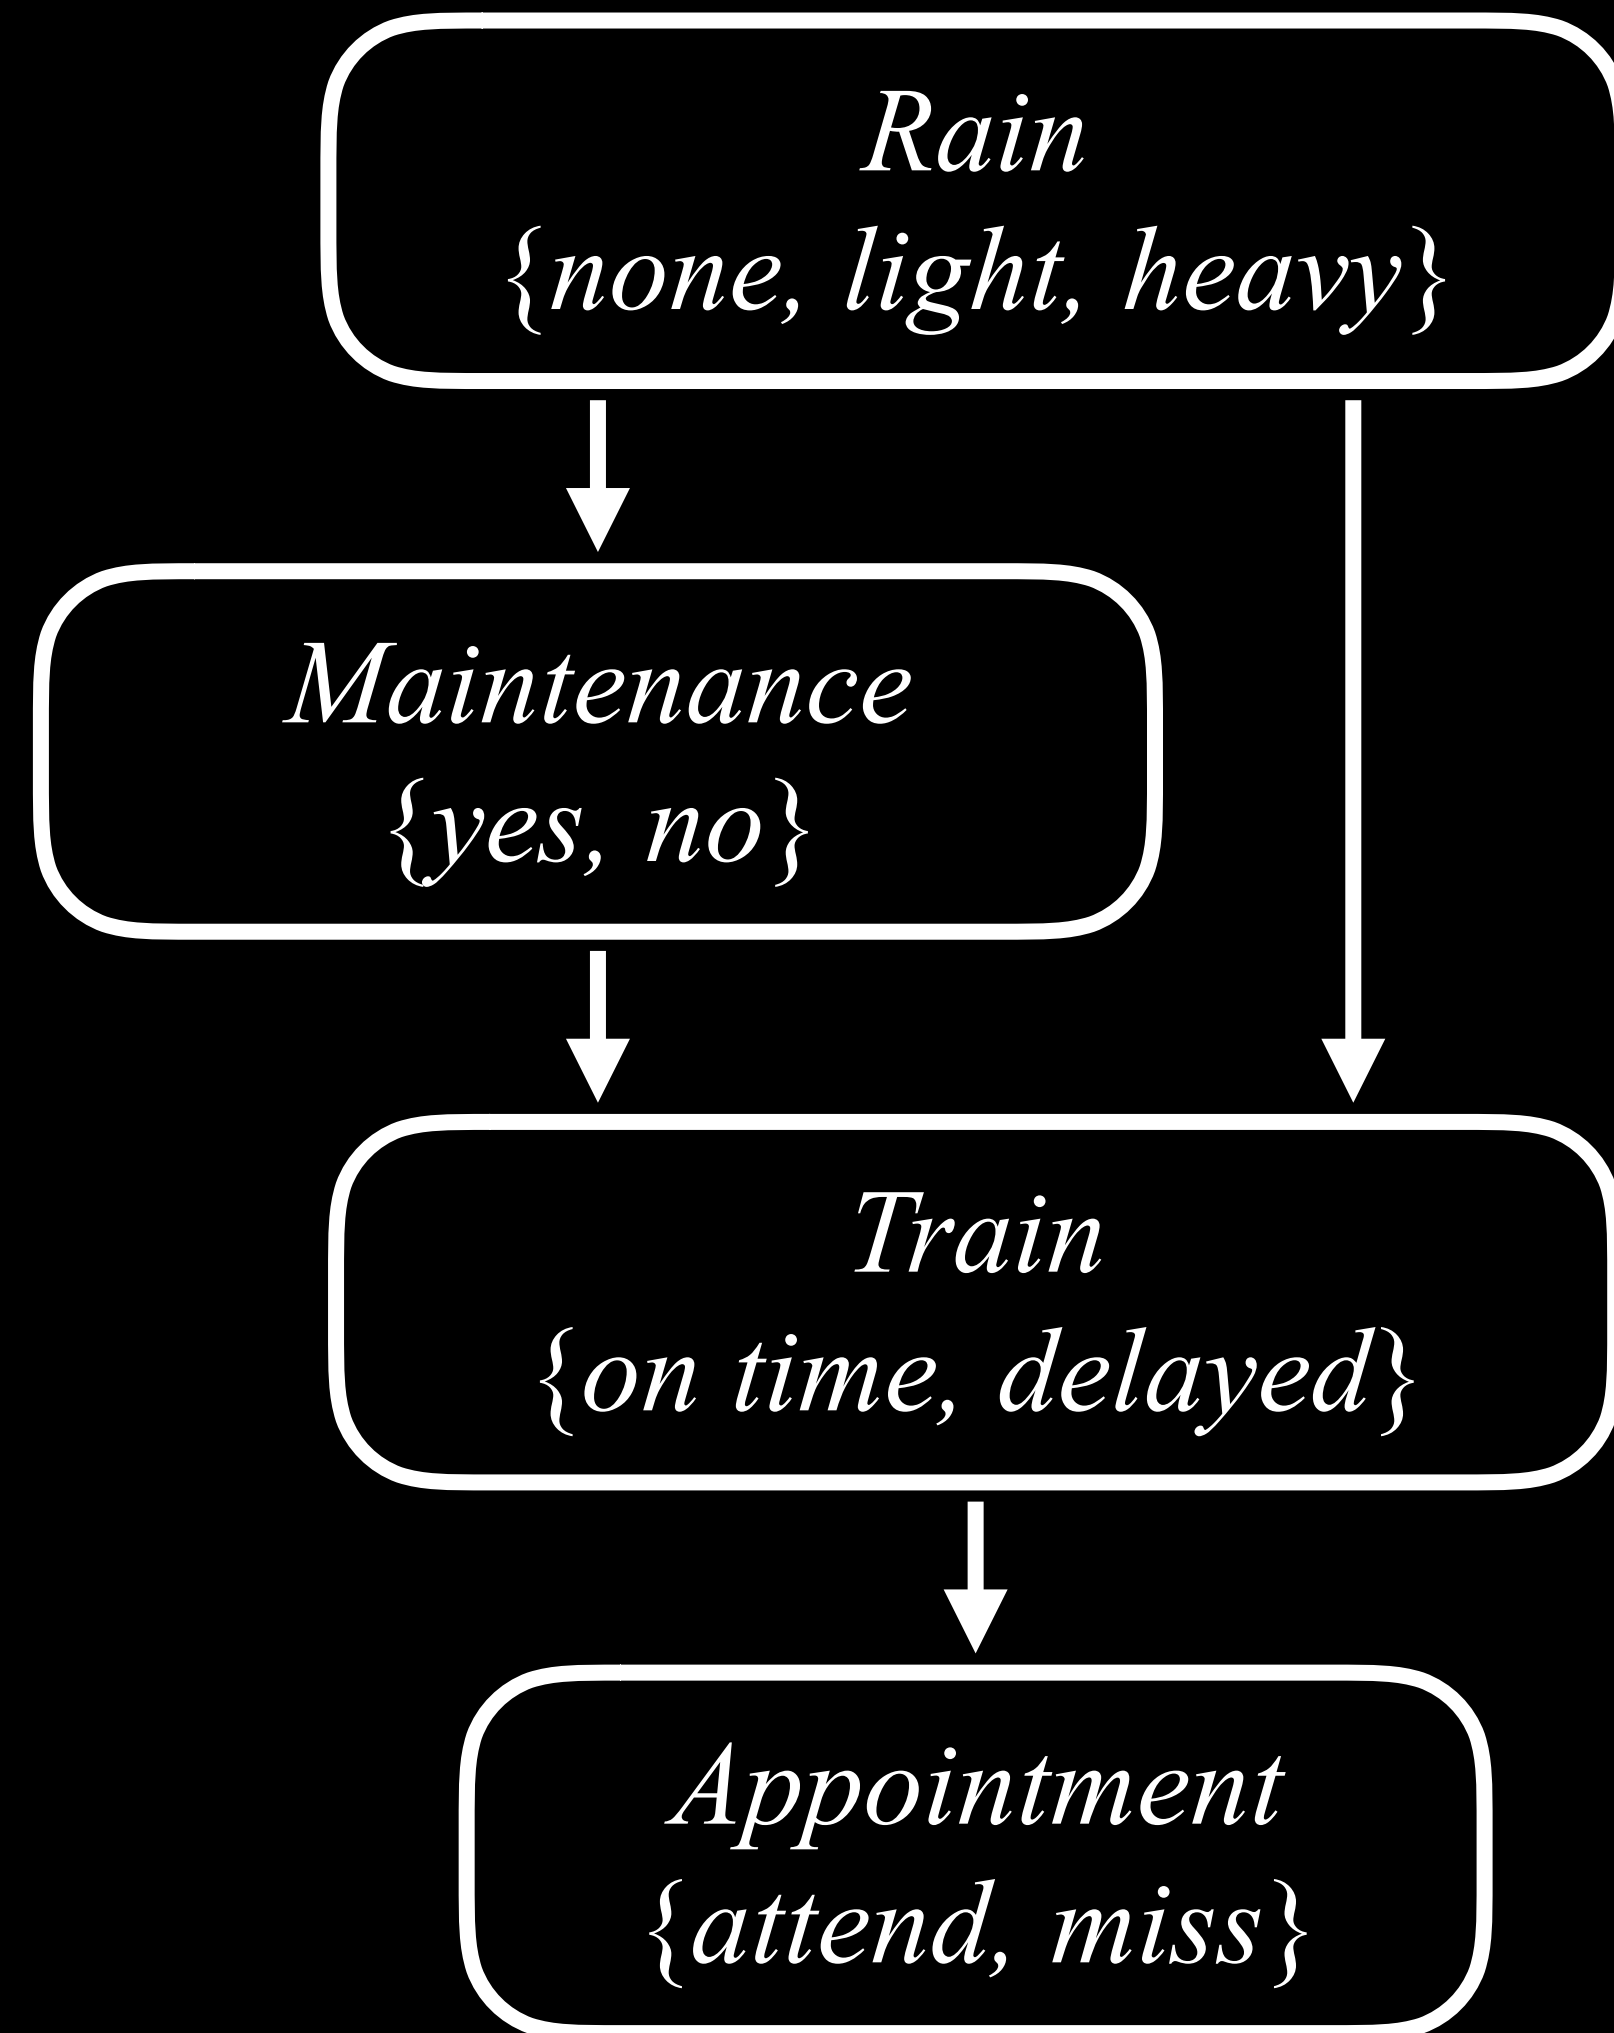 Rain
{none, light, heavy}
Maintenance
{yes, no}
Train
{on time, delayed}
Appointment
{attend, miss}